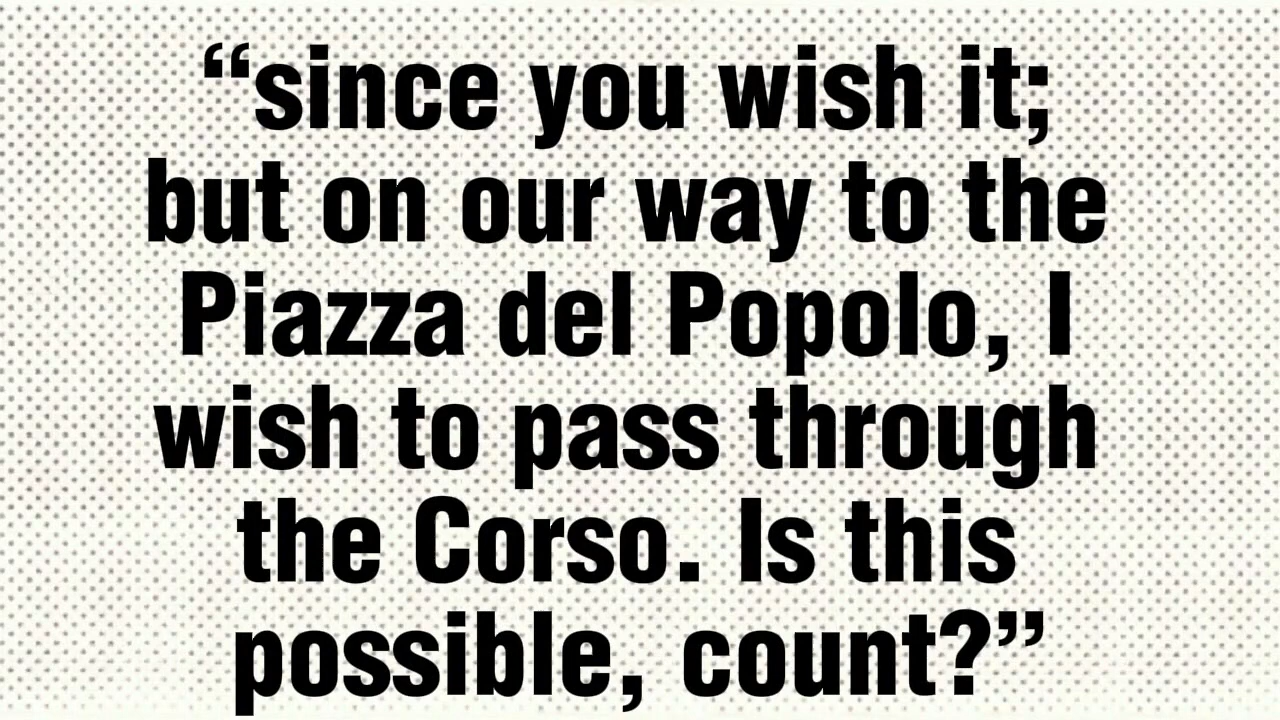 “since you wish it;
but on our way to the
Piazza del Popolo, I
wish to pass through
the Corso. Is this
possible, count?”